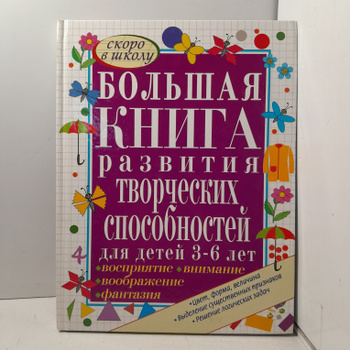 скоро
в школу
БОЛЬШАЯ
КНИГА
развития
ТВОРЧЕСКИХ
СПОСОБНОСТЕЙ
для детей 3-6 лет
•восприятие •внимание
•воображение
•фантазия
•Цвет, форма, величина
•Выделение существенных признаков
•Решение логических задач
4